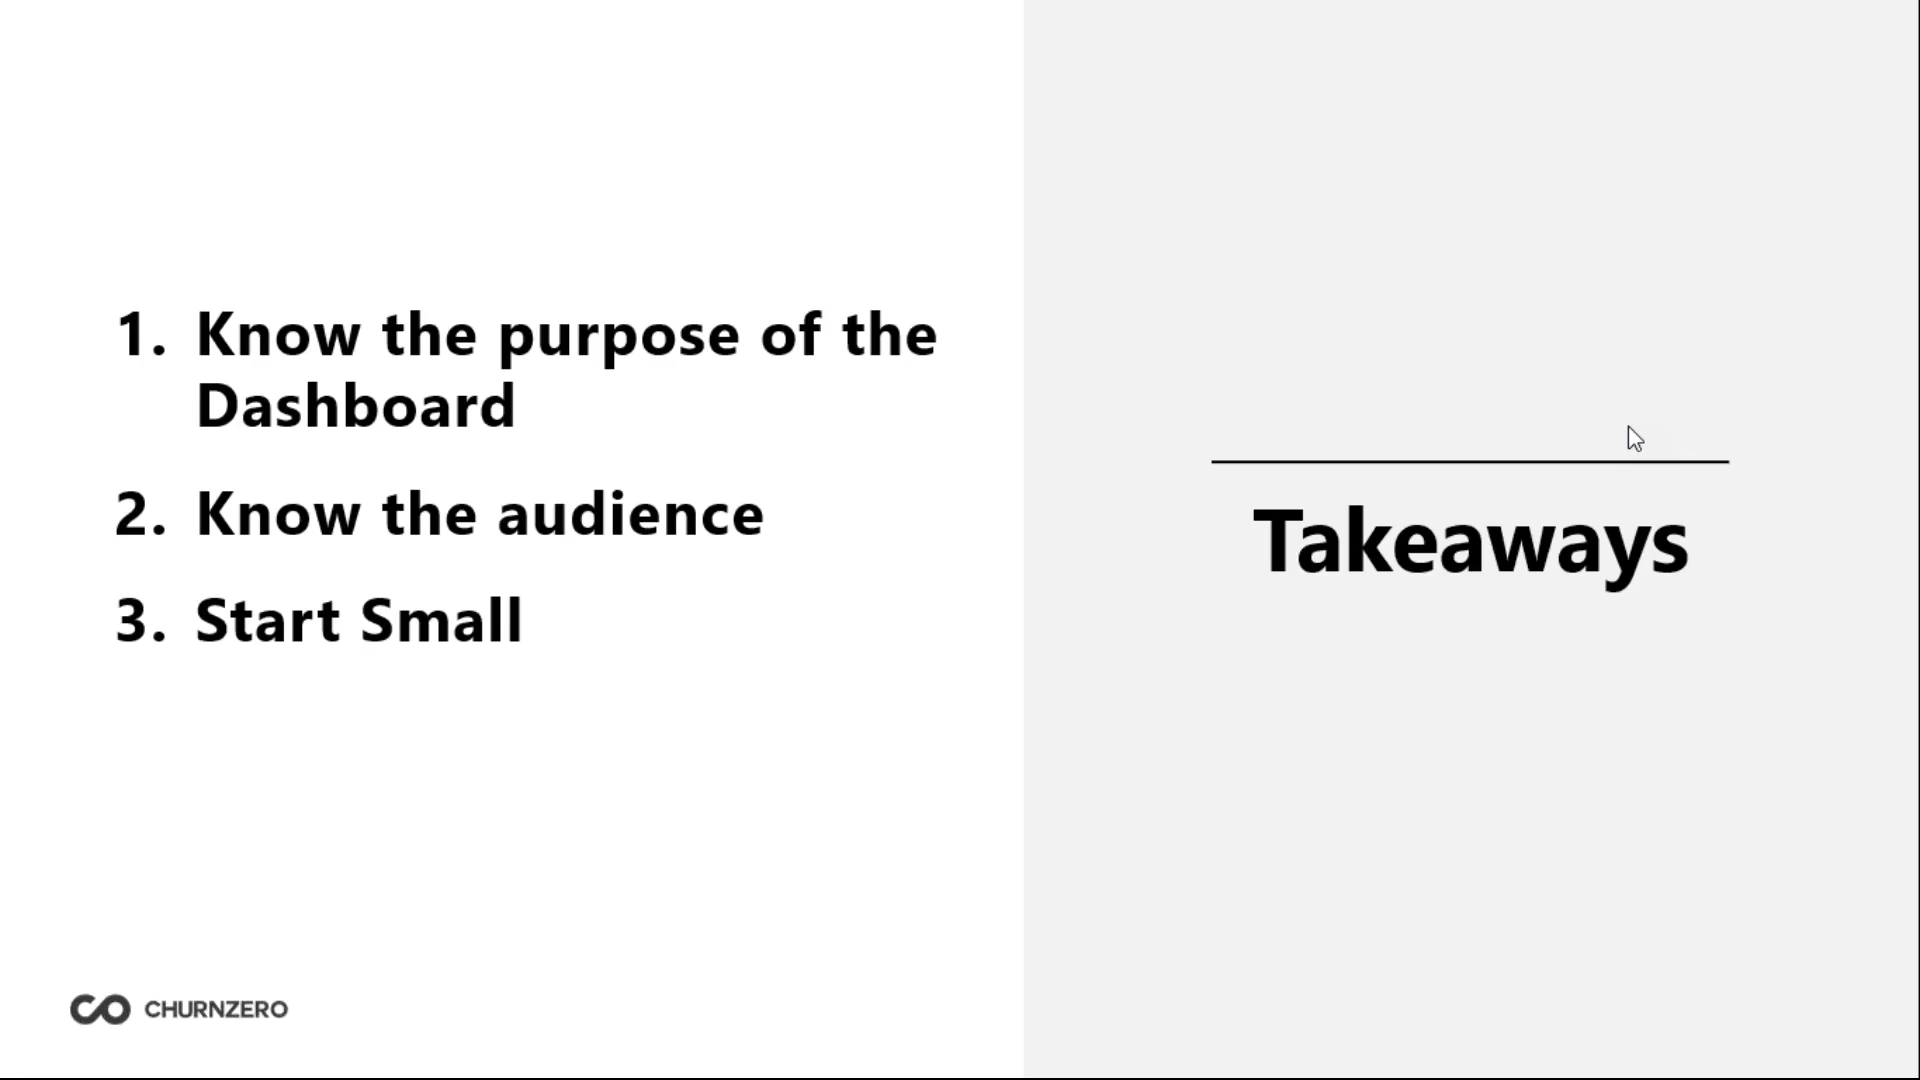 1. Know the purpose of the
Dashboard
2. Know the audience
3. Start Small
Takeaways
CHURNZERO